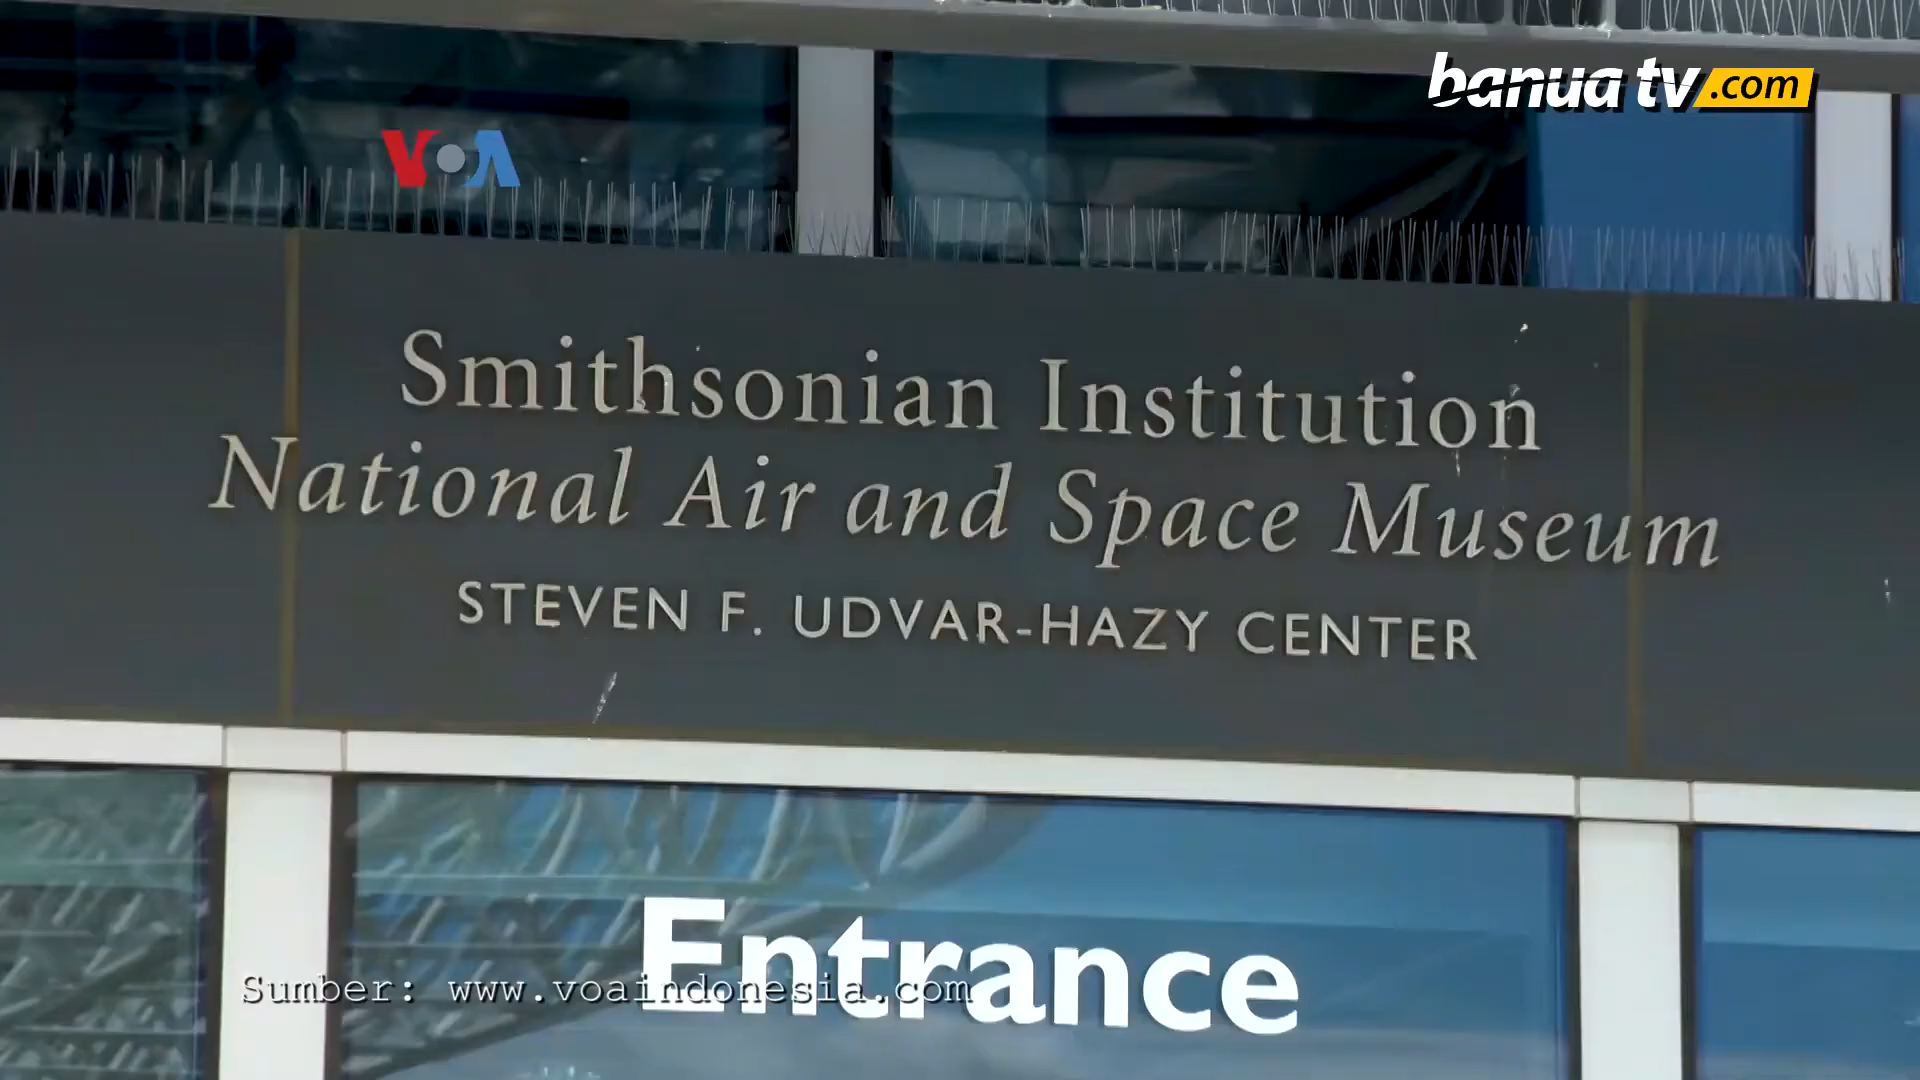 banua tv.com
VOA
Smithsonian Institution
National Air and Space Museum
STEVEN F. UDVAR-HAZY CENTER
Entrance
Sumber: www.voaindonesia.com